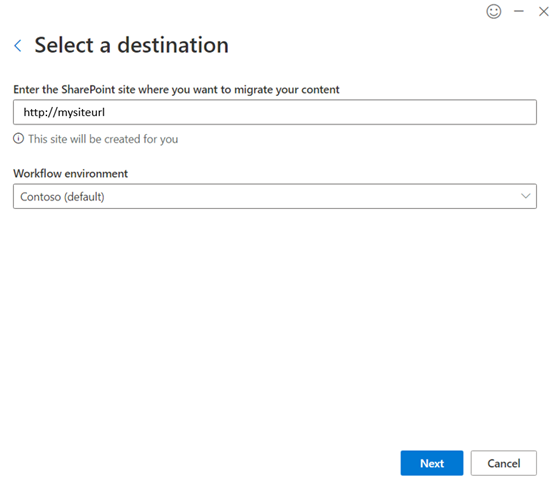 Select a destination
Enter the SharePoint site where you want to migrate your content
http://mysiteurl
This site will be created for you
Workflow environment
Contoso (default)
Next Cancel